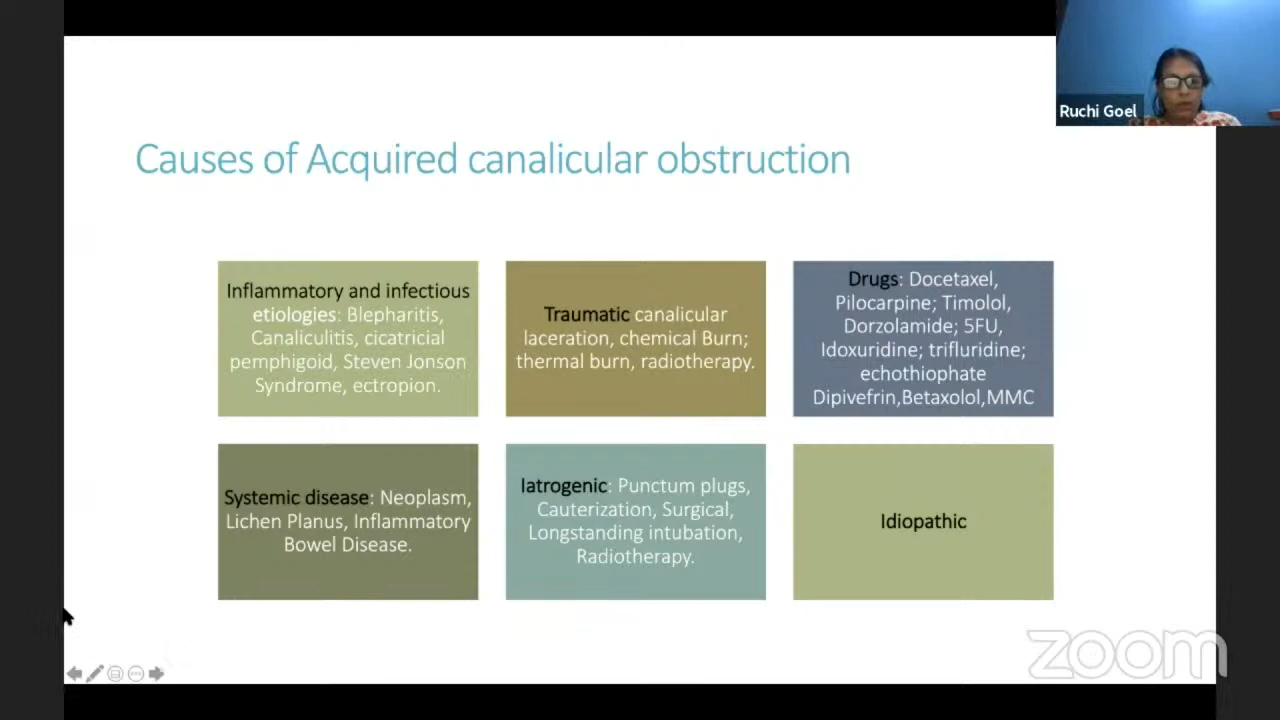 Ruchi Goel
Causes of Acquired canalicular obstruction
Inflammatory and infectious
etiologies: Blepharitis,
Canaliculitis, cicatricial
pemphigoid, Steven Jonson
Syndrome, ectropion.
Traumatic canalicular
laceration, chemical Burn;
thermal burn, radiotherapy.
Drugs: Docetaxel,
Pilocarpine; Timolol,
Dorzolamide; 5FU,
Idoxuridine; trifluridine;
echothiophate
Dipivefrin,Betaxolol,MMC
Systemic disease: Neoplasm,
Lichen Planus, Inflammatory
Bowel Disease.
Iatrogenic: Punctum plugs,
Cauterization, Surgical,
Longstanding intubation,
Radiotherapy.
Idiopathic
zoom